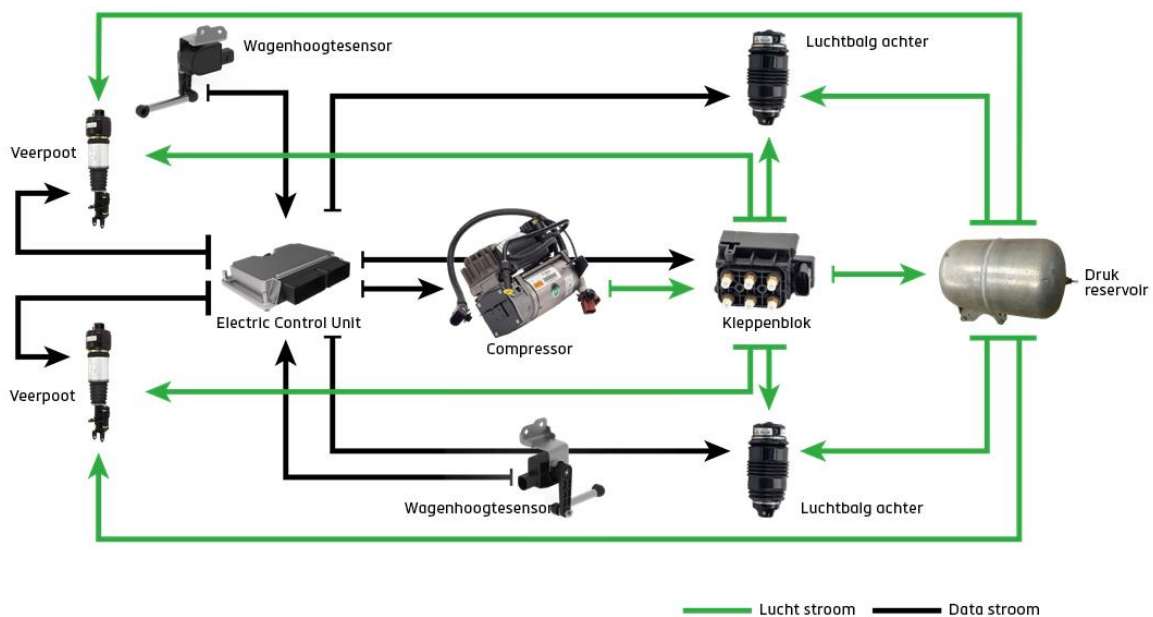 Wagenhoogtesensor
Luchtbalg achter
Veerpoot
Electric Control Unit
Compressor
Kleppenblok
Druk
reservoir
Veerpoot
Wagenhoogtesensor
Luchtbalg achter
Lucht stroom
Data stroom